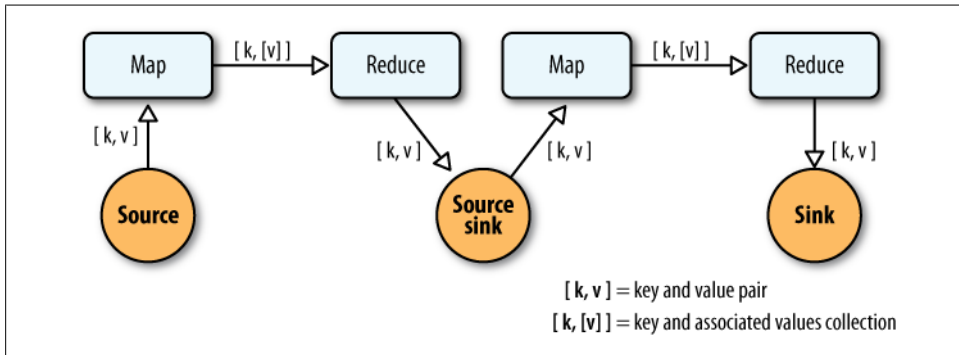 Map
[ k, [v] ]
Reduce
Map
[ k, [v] ]
Reduce
[ k, v ]
[ k, v ]
[ k, v ]
[ k, v ]
Source
Source
sink
Sink
[ k, v ] = key and value pair
[ k, [v] ] = key and associated values collection